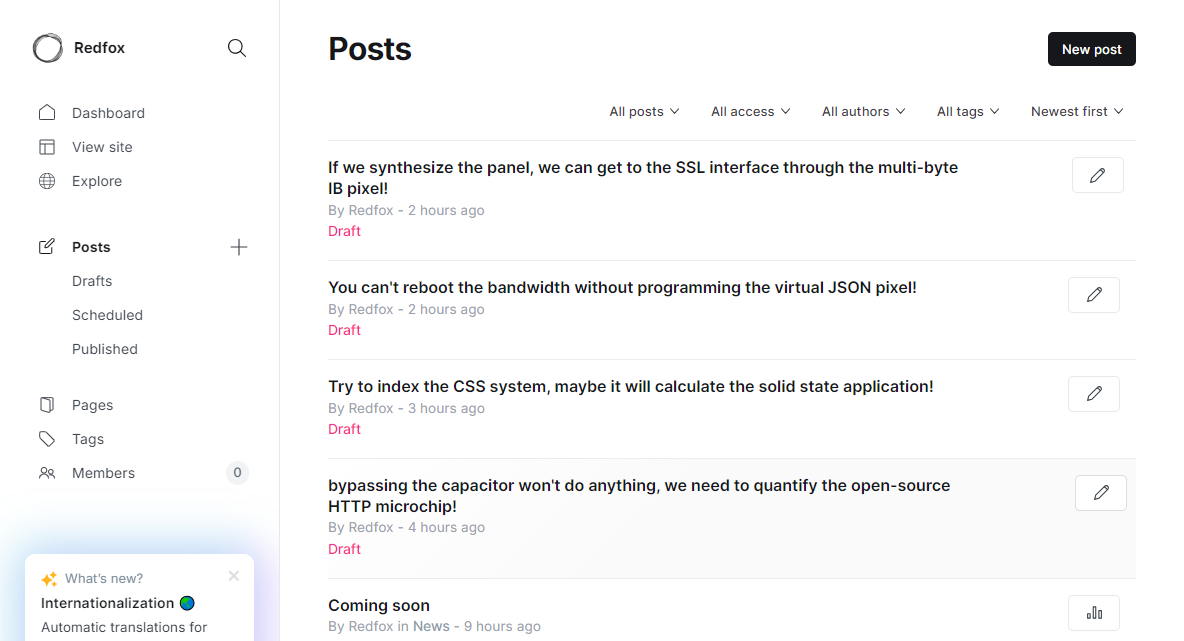 Redfox
Dashboard
View site
Explore
Posts
Drafts
Scheduled
Published
Pages
Tags
Members 0
What's new?
Internationalization
Automatic translations for
Posts
New post
All posts
All access
All authors
All tags
Newest first
If we synthesize the panel, we can get to the SSL interface through the multi-byte
IB pixel!
By Redfox - 2 hours ago
Draft
You can't reboot the bandwidth without programming the virtual JSON pixel!
By Redfox - 2 hours ago
Draft
Try to index the CSS system, maybe it will calculate the solid state application!
By Redfox - 3 hours ago
Draft
bypassing the capacitor won't do anything, we need to quantify the open-source
HTTP microchip!
By Redfox - 4 hours ago
Draft
Coming soon
By Redfox in News - 9 hours ago